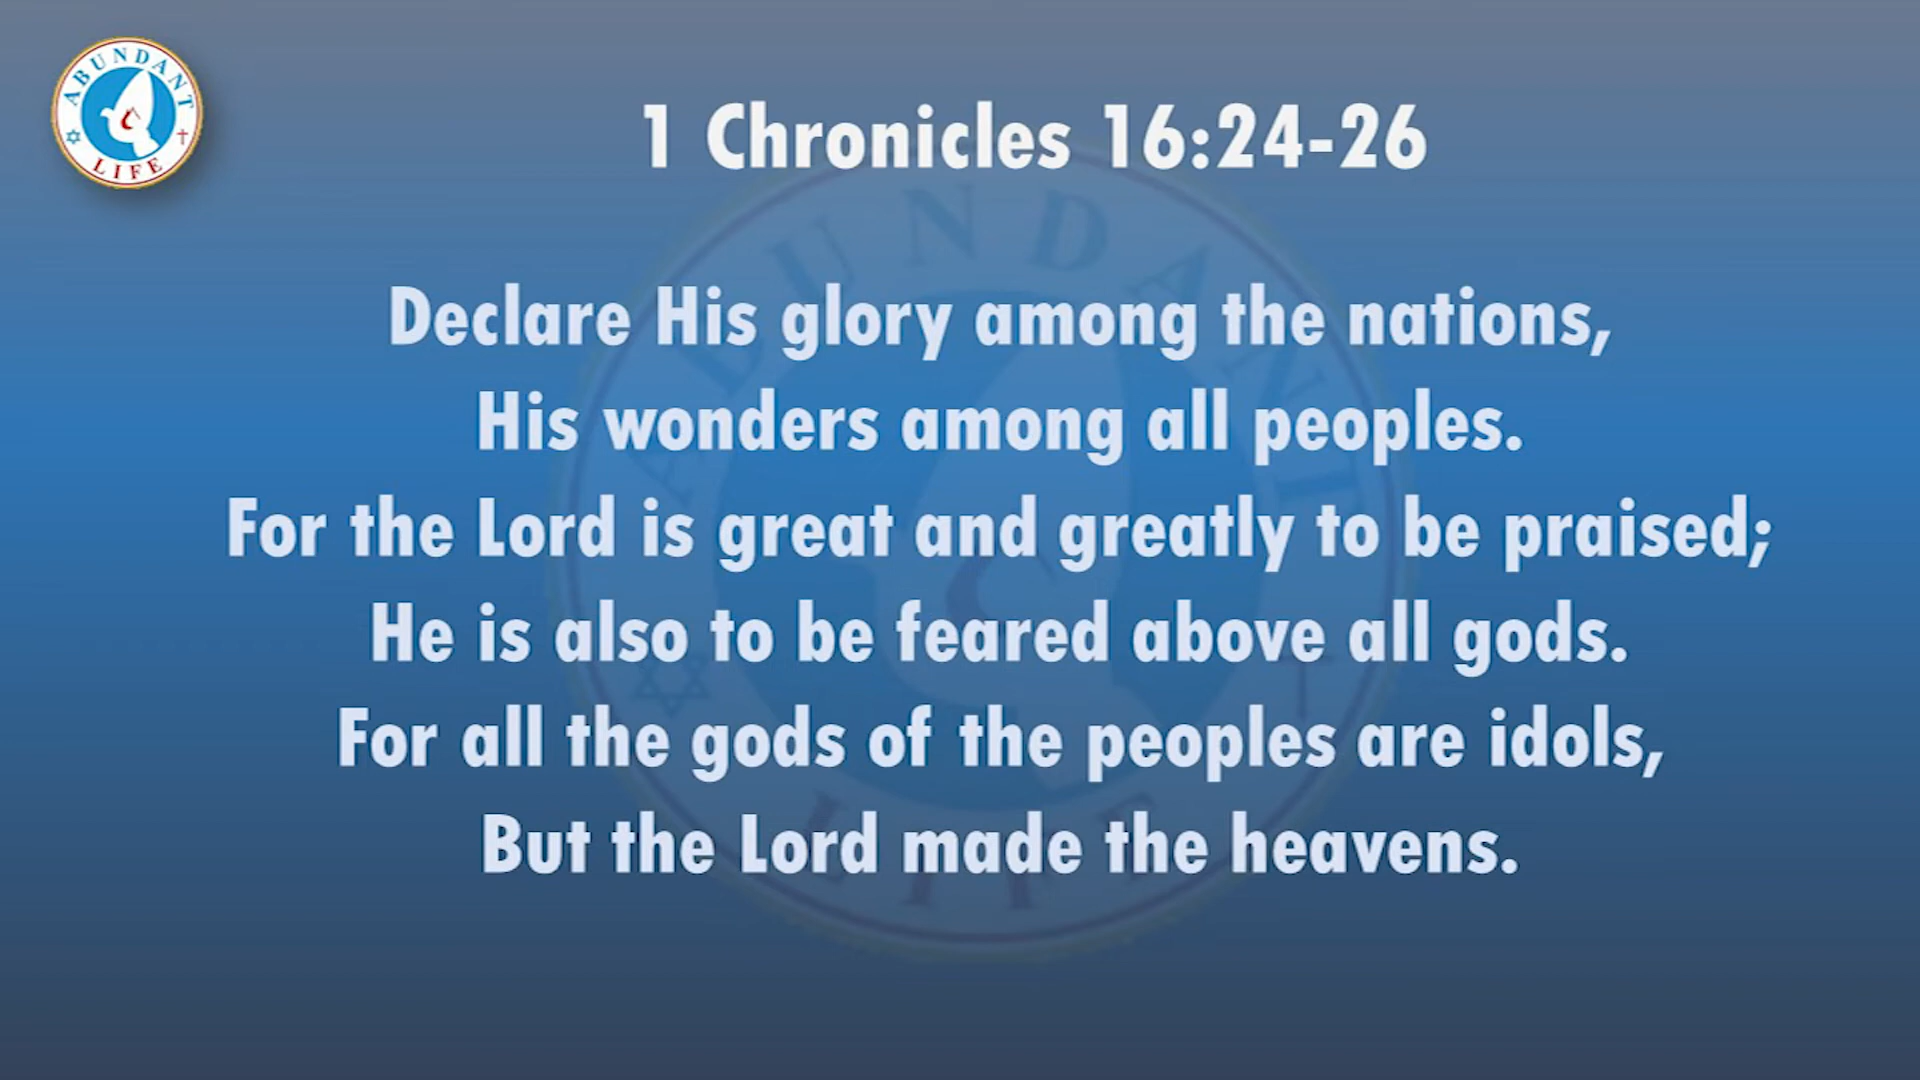 ABUNDANT
LIFE
1 Chronicles 16:24-26
Declare His glory among the nations,
His wonders among all peoples.
For the Lord is great and greatly to be praised;
He is also to be feared above all gods.
For all the gods of the peoples are idols,
But the Lord made the heavens.
ABUNDANT
LIFE